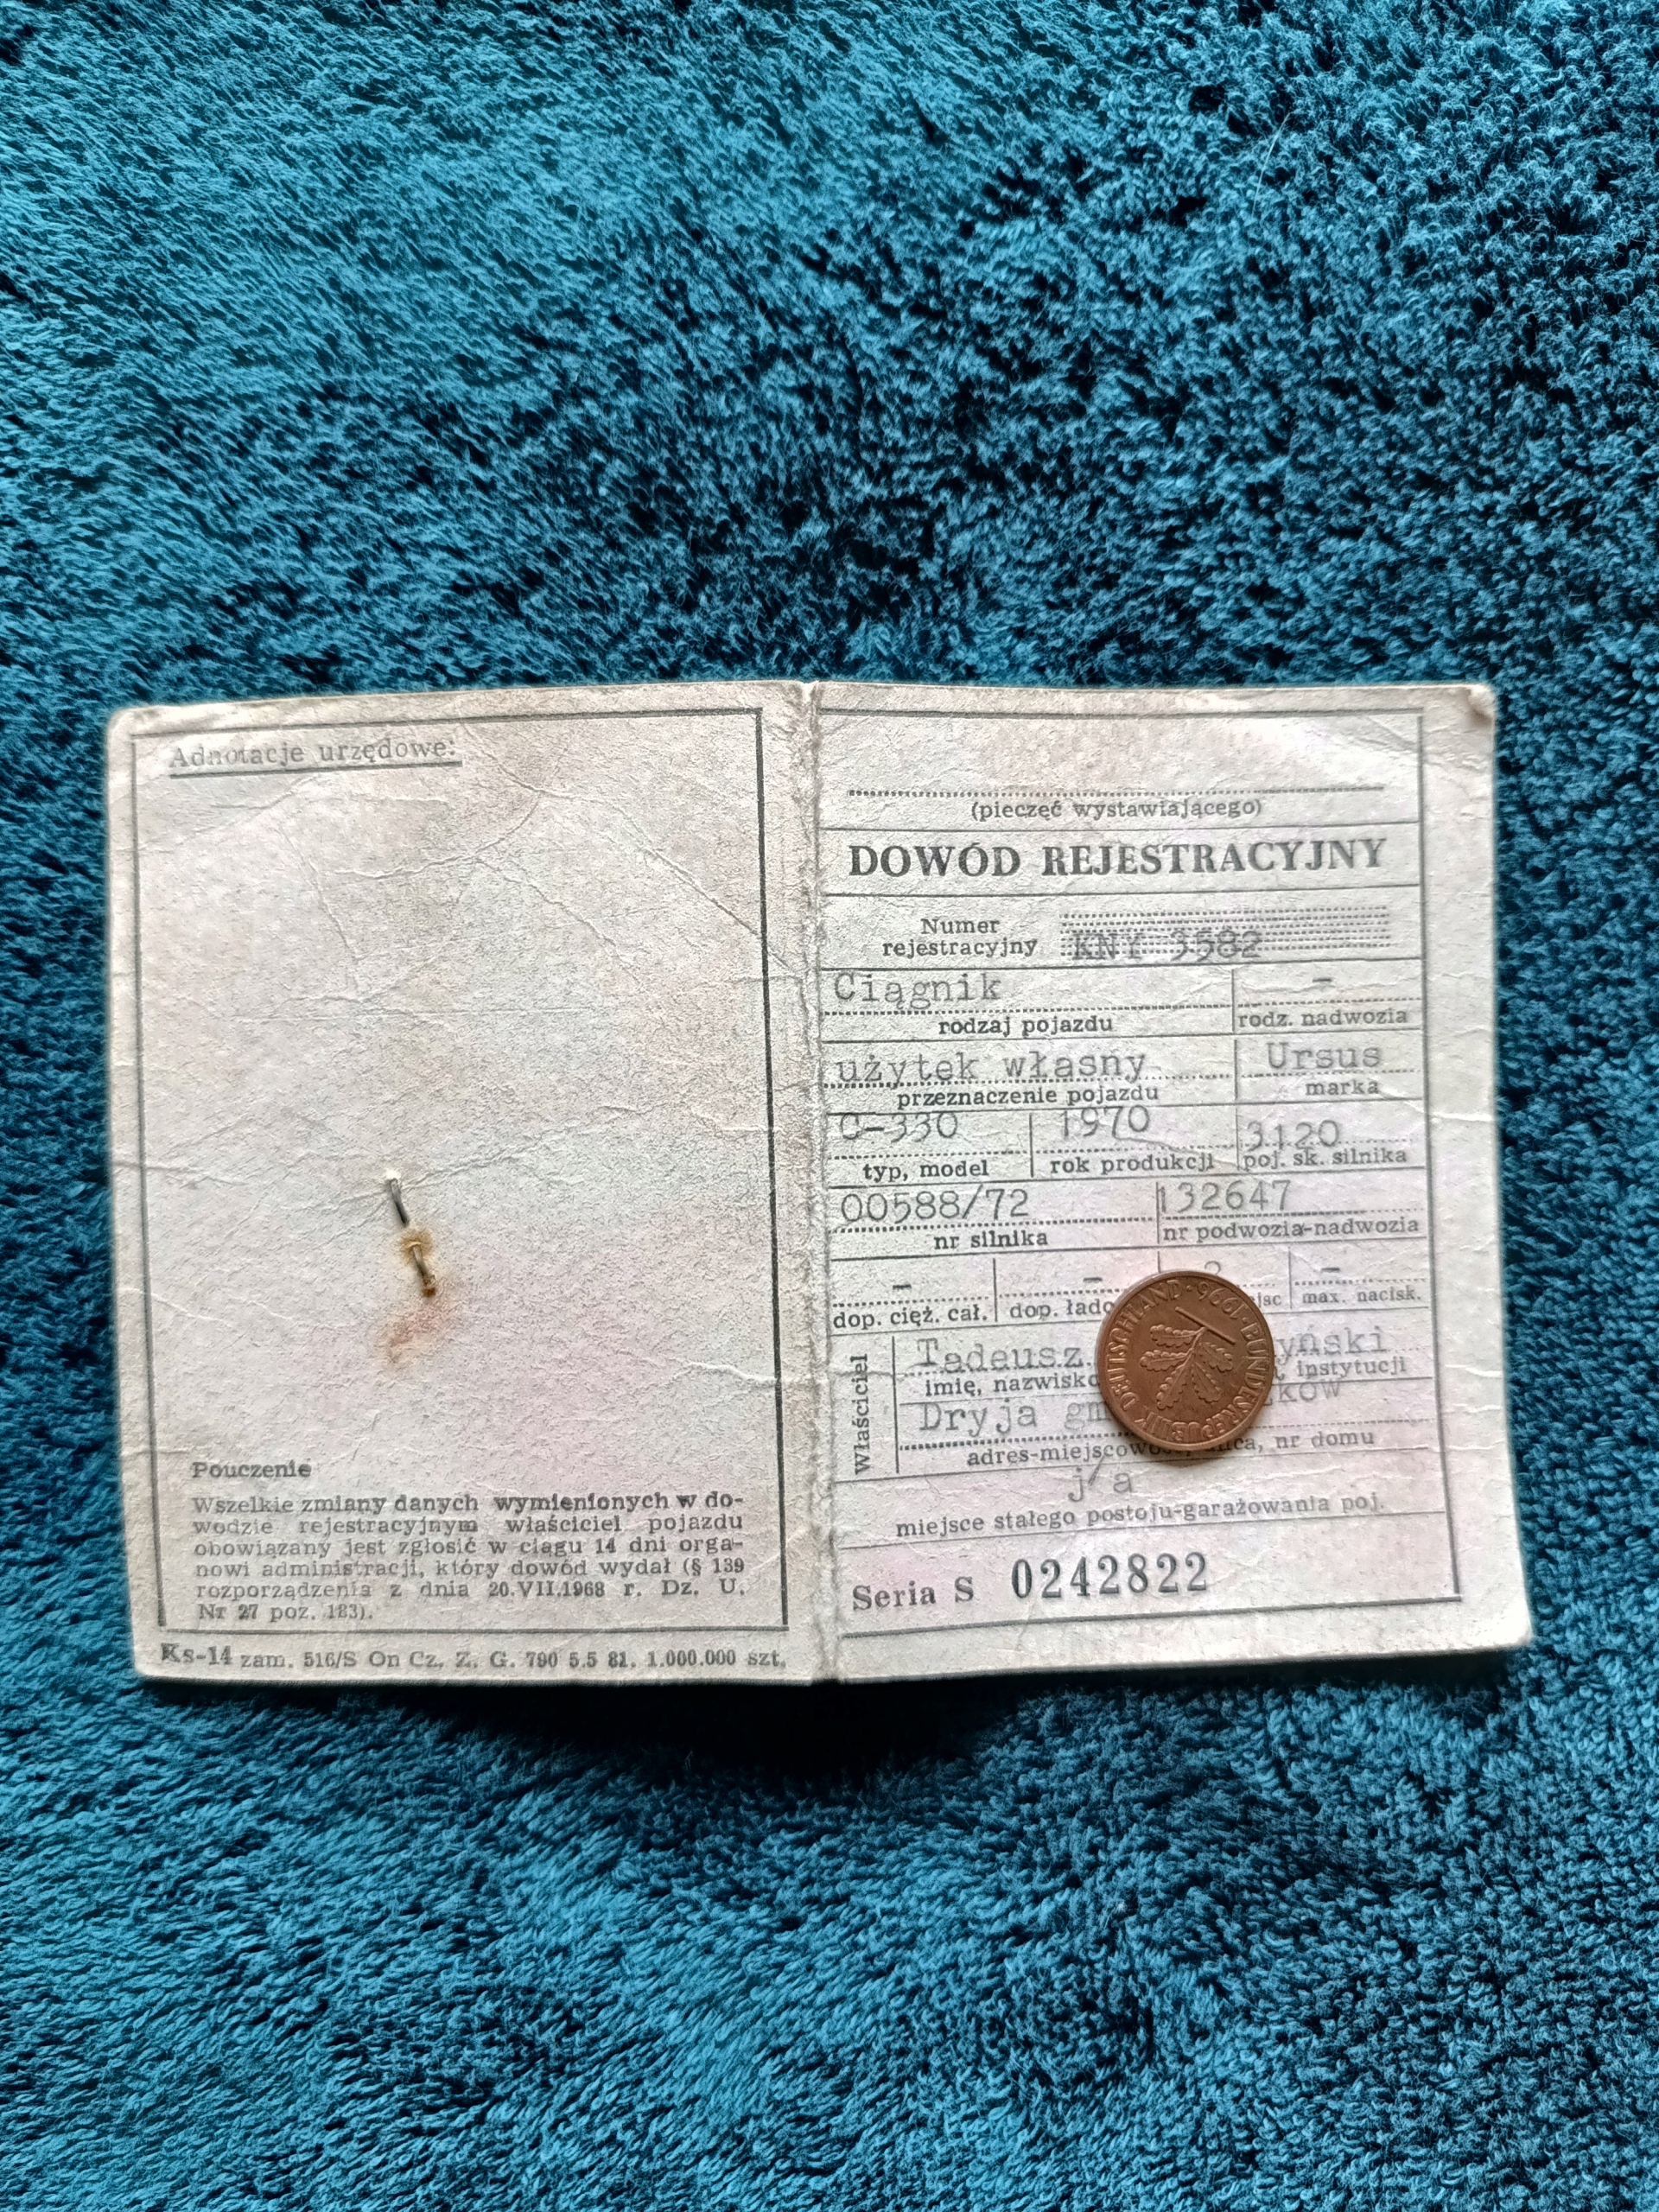 Adnotacje urzędowe:
Pouczenie
Wszelkie zmiany danych wymienionych w do-
wodzie rejestracyjnym właściciel pojazdu
obowiązany jest zgłosić w ciągu 14 dni orga-
nowi administracji, który dowód wydał (§ 139
rozporządzenia z dnia 20.VII.1968 r. Dz. U.
Nr 27 poz. 183).
Ks-14 zam. 516/S On Cz. Z. G. 790 5.5 81. 1.000.000 szt.
(pieczęć wystawiającego)
DOWÓD REJESTRACYJNY
Numer
rejestracyjny KNY 3582
Ciągnik –
rodzaj pojazdu rodz. nadwozia
użytek własny Ursus
przeznaczenie pojazdu marka
C-330 1970 3120
typ, model rok produkcji poj. sk. silnika
00588/72 132647
nr silnika nr podwozia-nadwozia
– – –
dop. cięż. cał. dop. max. nacisk.
Właściciel
Tadeusz
imię, instytucji
Dryja
nr domu
j/a
miejsce stałego postoju-garażowania poj.
Seria S 0242822
BUNDESREPUBLIK DEUTSCHLAND · 1996 ·